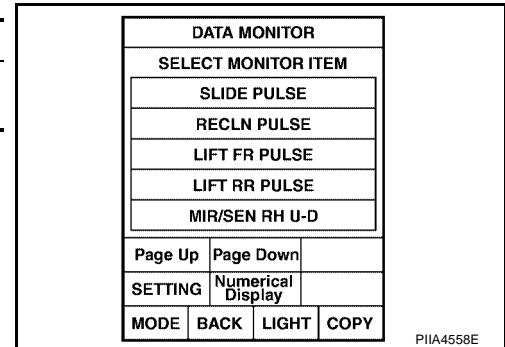 DATA MONITOR
SELECT MONITOR ITEM
SLIDE PULSE
RECLN PULSE
LIFT FR PULSE
LIFT RR PULSE
MIR/SEN RH U-D
Page Up Page Down
SETTING Numerical Display
MODE BACK LIGHT COPY
PIIA4558E